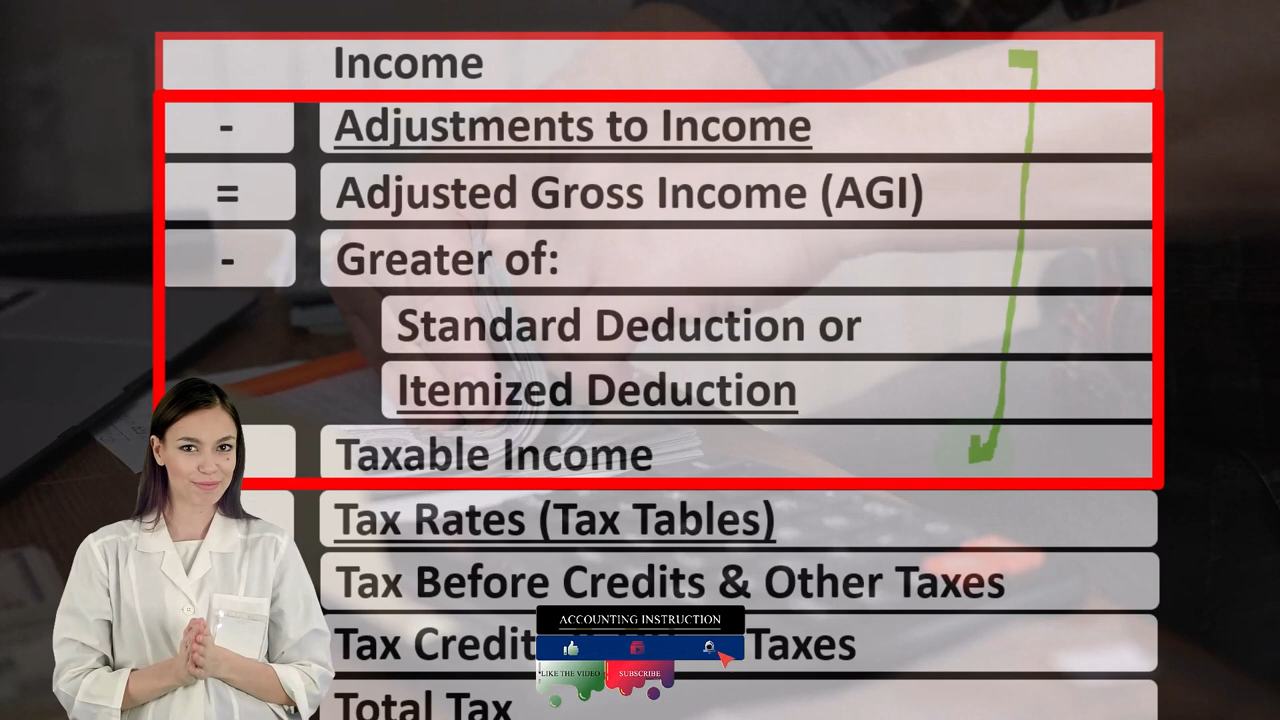 Income
- Adjustments to Income
= Adjusted Gross Income (AGI)
- Greater of:
Standard Deduction or
Itemized Deduction
Taxable Income
Tax Rates (Tax Tables)
Tax Before Credits & Other Taxes
Tax Taxes
Total Tax
ACCOUNTING INSTRUCTION
LIKE THE VIDEO SUBSCRIBE